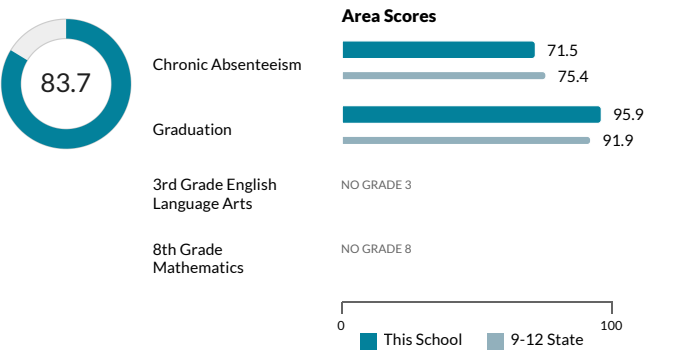 Area Scores
83.7
Chronic Absenteeism
71.5
75.4
Graduation
95.9
91.9
3rd Grade English
Language Arts
NO GRADE 3
8th Grade
Mathematics
NO GRADE 8
0
100
This School
9-12 State